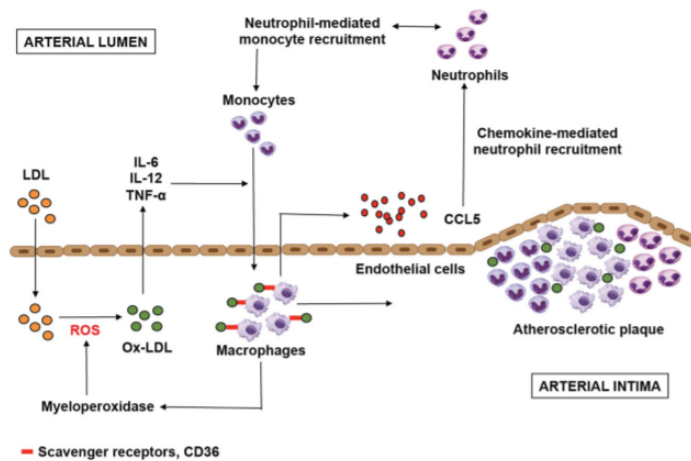 ARTERIAL LUMEN
Neutrophil-mediated
monocyte recruitment
Neutrophils
Monocytes
Chemokine-mediated
neutrophil recruitment
IL-6
IL-12
TNF-α
LDL
CCL5
Endothelial cells
ROS
Ox-LDL
Macrophages
Atherosclerotic plaque
ARTERIAL INTIMA
Myeloperoxidase
Scavenger receptors, CD36